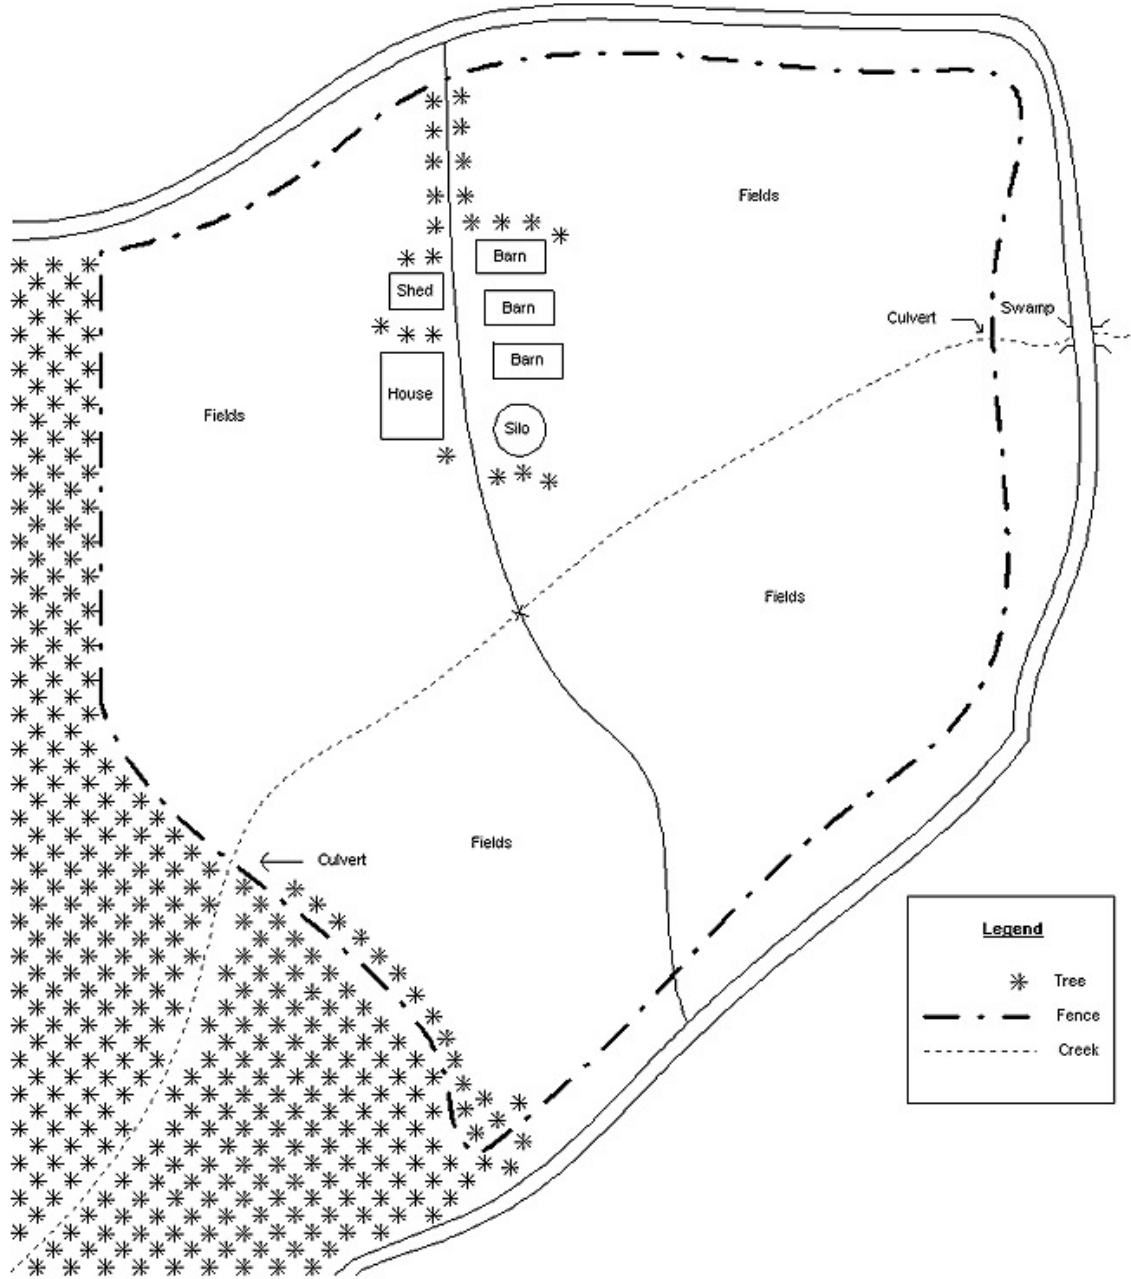 Fields
Barn
Shed
Barn
Culvert
Swamp
Barn
House
Fields
Silo
Fields
Fields
Culvert
Legend
Tree
Fence
Creek